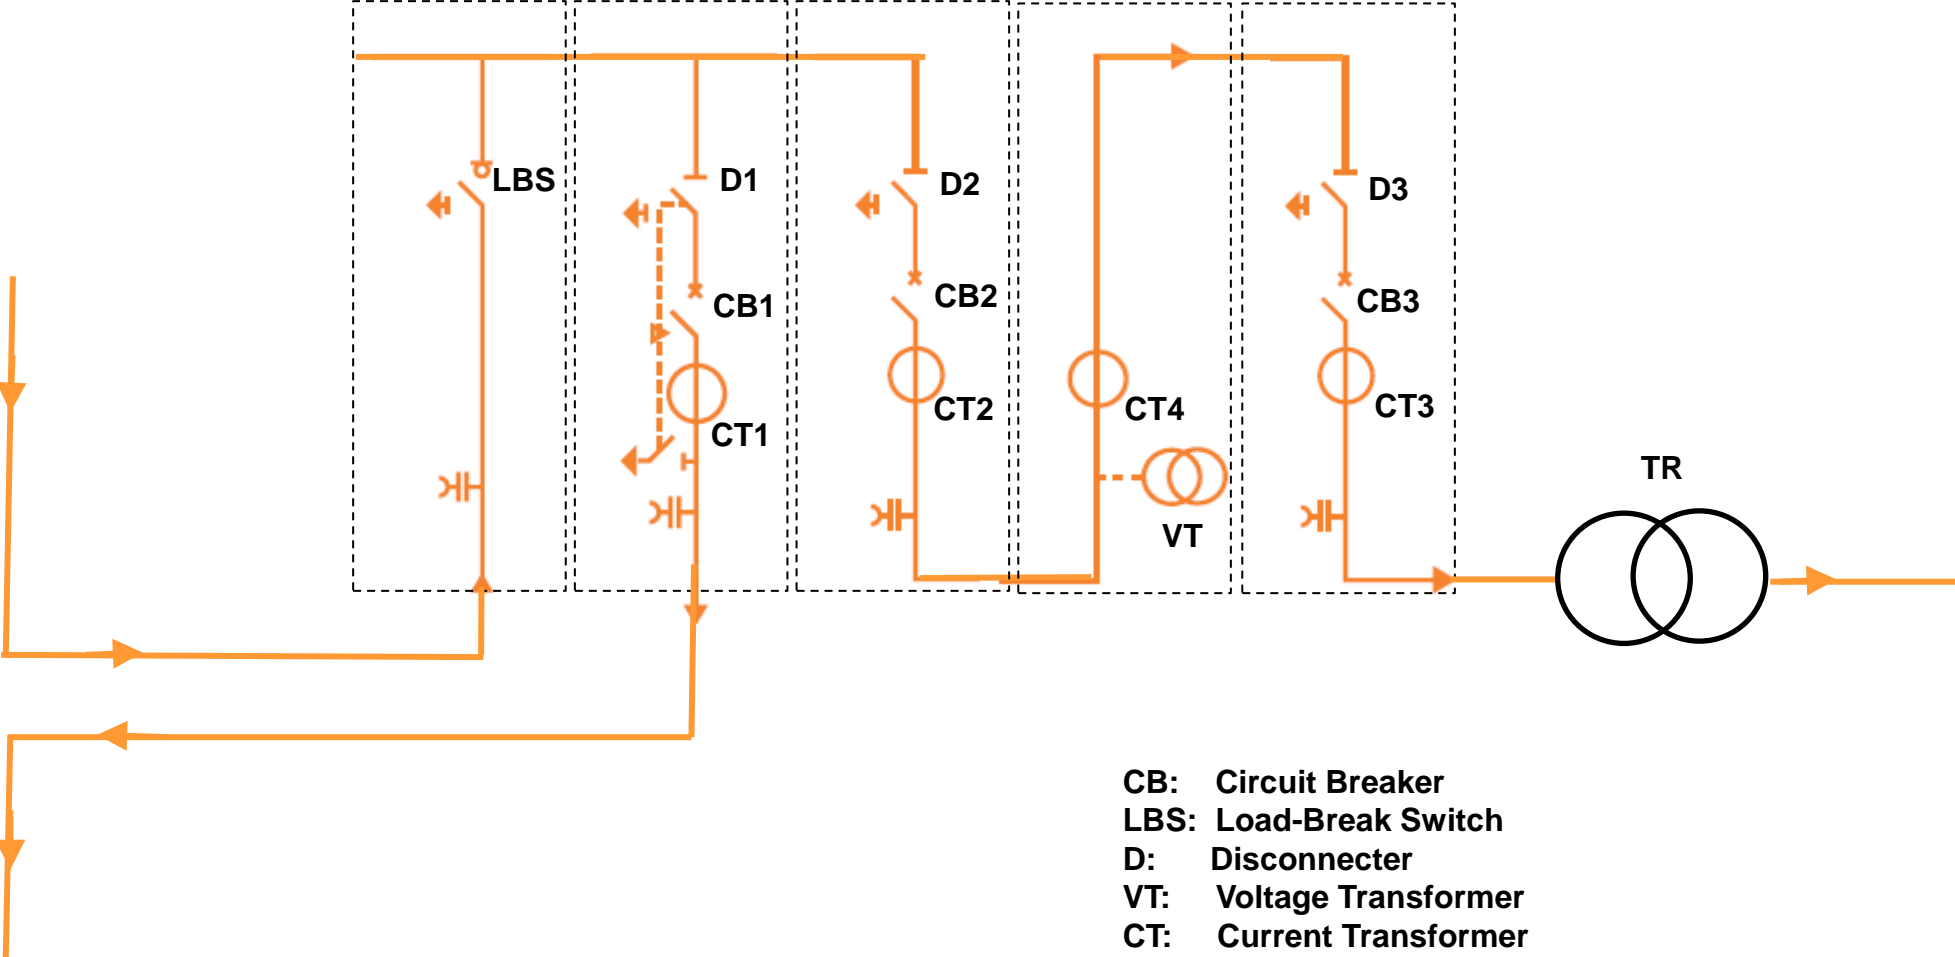 LBS
D1
D2
D3
CB1
CB2
CB3
CT1
CT2
CT4
CT3
VT
TR
CB: Circuit Breaker
LBS: Load-Break Switch
D: Disconnecter
VT: Voltage Transformer
CT: Current Transformer